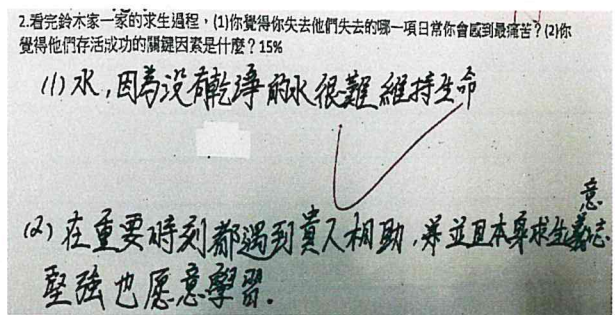 2.看完鈴木家一家的求生過程，(1)你覺得你失去他們失去的哪一項日常你會感到最痛苦？(2)你
覺得他們存活成功的關鍵因素是什麼？15%
(1)水，因為沒有乾淨的水很難維持生命
(2)在重要時刻都遇到貴人相助，並且本身求生意志
堅強也愿意學習。